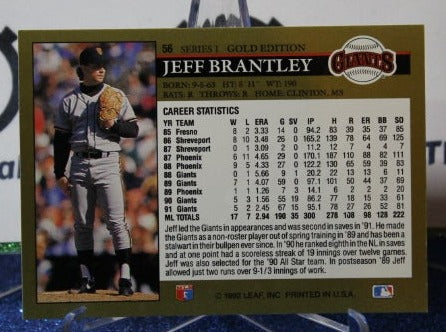 56 SERIES 1 GOLD EDITION
JEFF BRANTLEY
GIANTS
BORN: 9-5-63 HT: 5' 11" WT: 190
BATS: R THROWS: R HOME: CLINTON, MS
CAREER STATISTICS
YR TEAM W L ERA G SV IP H R ER BB SO
85 Fresno 8 2 3.33 14 0 94.2 83 39 35 37 85
86 Shreveport 8 10 3.48 26 0 165.2 139 78 64 68 125
87 Shreveport 0 1 3.09 2 0 11.2 12 7 4 4 7
87 Phoenix 6 11 4.65 29 0 170.1 187 110 88 82 111
88 Phoenix 9 5 4.33 27 0 122.2 130 65 59 39 83
88 Giants 0 1 5.66 9 1 20.2 22 13 13 6 11
89 Giants 7 1 4.07 59 0 97.1 101 50 44 37 69
89 Phoenix 1 1 1.26 7 0 14.1 6 2 2 6 20
90 Giants 5 3 1.56 55 19 86.2 77 18 15 33 61
91 Giants 5 2 2.45 67 15 95.1 78 27 26 52 81
ML TOTALS 17 7 2.94 190 35 300 278 108 98 128 222
Jeff led the Giants in appearances and was second in saves in '91. He made
the Giants as a non-roster player out of spring training in '89 and has been a
stalwart in their bullpen ever since. In '90 he ranked eighth in the NL in saves
and at one point had a scoreless streak of 19 innings over twelve games.
Jeff was also selected for the '90 All Star team. In postseason '89 Jeff
allowed just two runs over 9-1/3 innings of work.
© 1992 LEAF, INC PRINTED IN U.S.A.